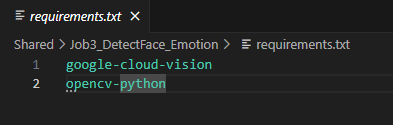 requirements.txt
Shared > Job3_DetectFace_Emotion > requirements.txt
1 google-cloud-vision
2 opencv-python